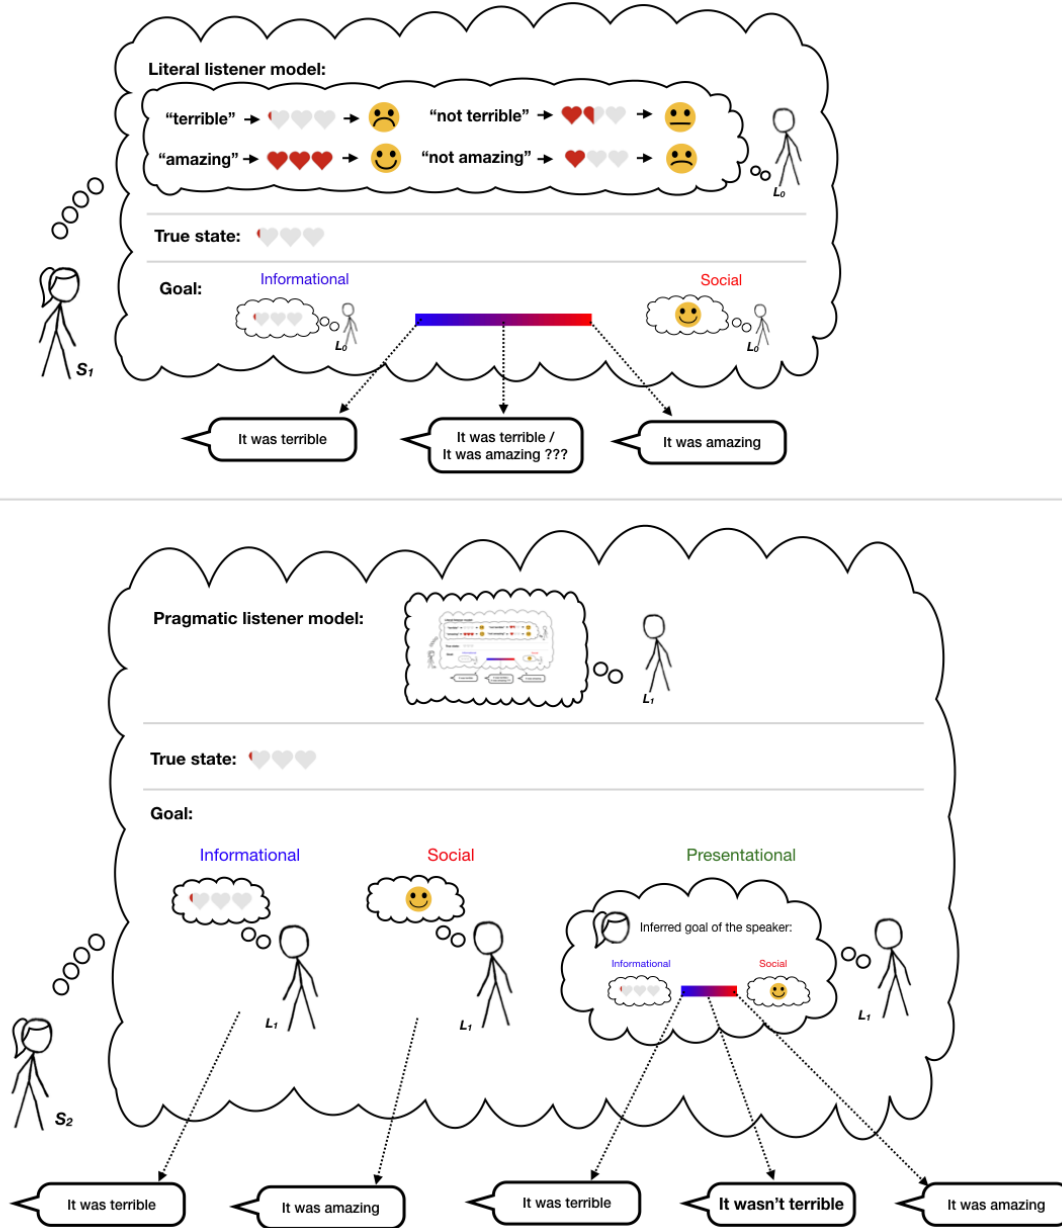 Literal listener model:
“terrible”
“not terrible”
“amazing”
“not amazing”
L₀
True state:
Goal:
Informational
Social
L₀
L₀
S₁
It was terrible
It was terrible /
It was amazing ???
It was amazing
Pragmatic listener model:
L₁
True state:
Goal:
Informational
Social
Presentational
Inferred goal of the speaker:
Informational
Social
L₁
L₁
L₁
S₂
It was terrible
It was amazing
It was terrible
It wasn’t terrible
It was amazing